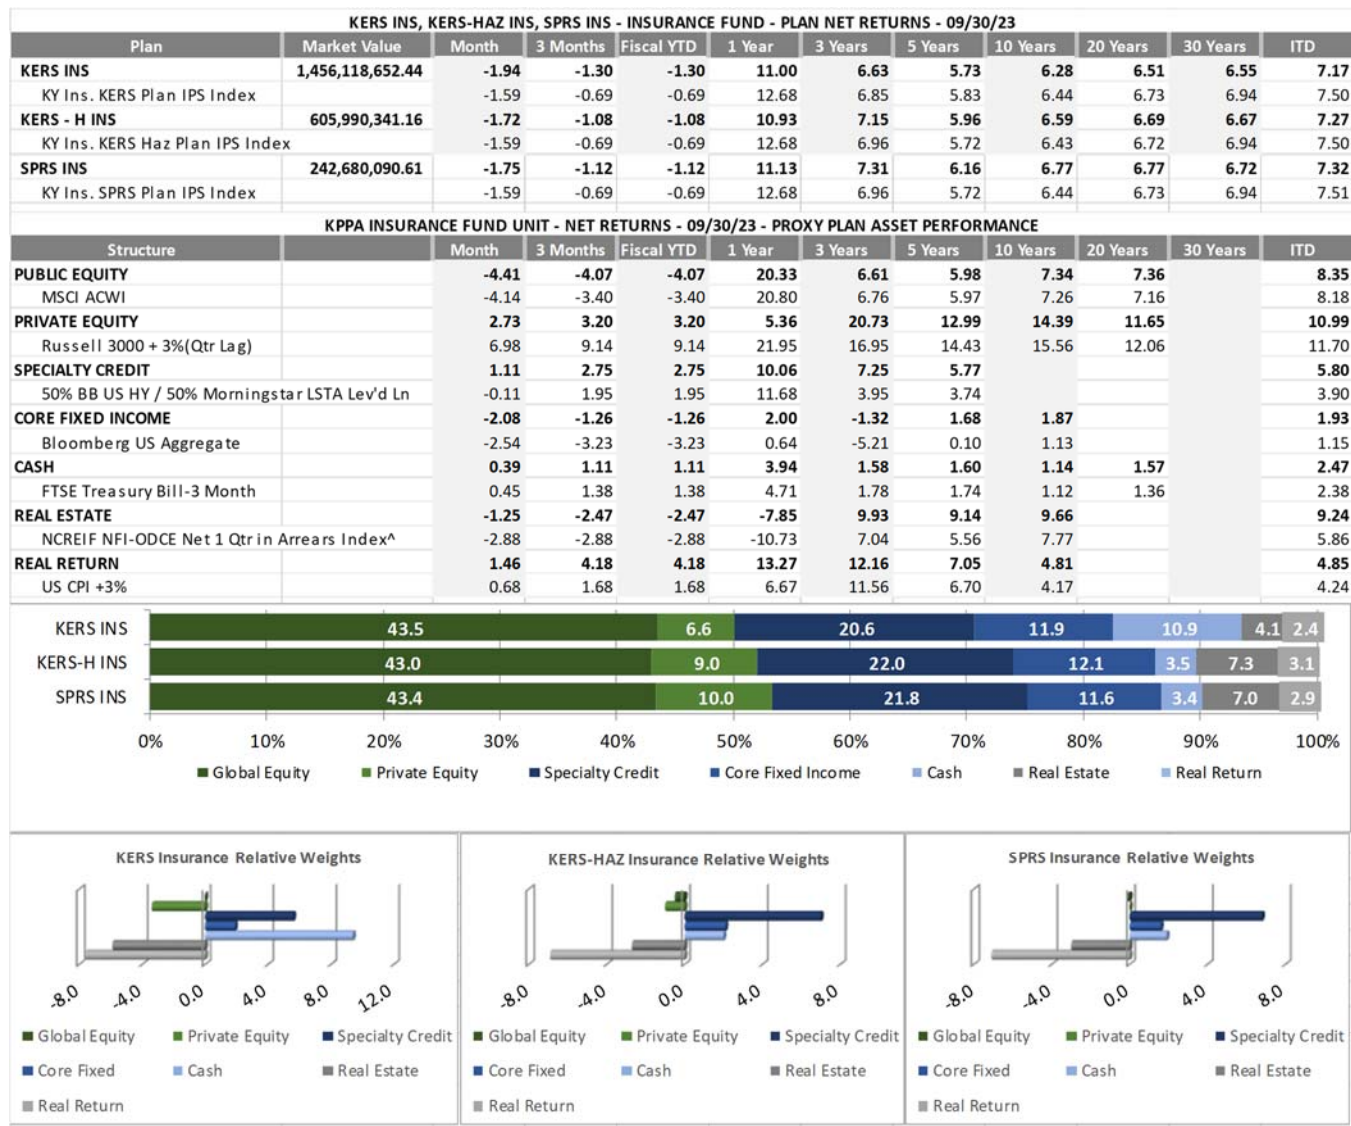 KERS INS, KERS-HAZ INS, SPRS INS - INSURANCE FUND - PLAN NET RETURNS - 09/30/23
Plan Market Value Month 3 Months Fiscal YTD 1 Year 3 Years 5 Years 10 Years 20 Years 30 Years ITD
KERS INS 1,456,118,652.44 -1.94 -1.30 -1.30 11.00 6.63 5.73 6.28 6.51 6.55 7.17
KY Ins. KERS Plan IPS Index -1.59 -0.69 -0.69 12.68 6.85 5.83 6.44 6.73 6.94 7.50
KERS - H INS 605,990,341.16 -1.72 -1.08 -1.08 10.93 7.15 5.96 6.59 6.69 6.67 7.27
KY Ins. KERS Haz Plan IPS Index -1.59 -0.69 -0.69 12.68 6.96 5.72 6.43 6.72 6.94 7.50
SPRS INS 242,680,090.61 -1.75 -1.12 -1.12 11.13 7.31 6.16 6.77 6.77 6.72 7.32
KY Ins. SPRS Plan IPS Index -1.59 -0.69 -0.69 12.68 6.96 5.72 6.44 6.73 6.94 7.51
KPPA INSURANCE FUND UNIT - NET RETURNS - 09/30/23 - PROXY PLAN ASSET PERFORMANCE
Structure Month 3 Months Fiscal YTD 1 Year 3 Years 5 Years 10 Years 20 Years 30 Years ITD
PUBLIC EQUITY -4.41 -4.07 -4.07 20.33 6.61 5.98 7.34 7.36 8.35
MSCI ACWI -4.14 -3.40 -3.40 20.80 6.76 5.97 7.26 7.16 8.18
PRIVATE EQUITY 2.73 3.20 3.20 5.36 20.73 12.99 14.39 11.65 10.99
Russell 3000 + 3%(Qtr Lag) 6.98 9.14 9.14 21.95 16.95 14.43 15.56 12.06 11.70
SPECIALTY CREDIT 1.11 2.75 2.75 10.06 7.25 5.77 5.80
50% BB US HY / 50% Morningstar LSTA Lev'd Ln -0.11 1.95 1.95 11.68 3.95 3.74 3.90
CORE FIXED INCOME -2.08 -1.26 -1.26 2.00 -1.32 1.68 1.87 1.93
Bloomberg US Aggregate -2.54 -3.23 -3.23 0.64 -5.21 0.10 1.13 1.15
CASH 0.39 1.11 1.11 3.94 1.58 1.60 1.14 1.57 2.47
FTSE Treasury Bill-3 Month 0.45 1.38 1.38 4.71 1.78 1.74 1.12 1.36 2.38
REAL ESTATE -1.25 -2.47 -2.47 -7.85 9.93 9.14 9.66 9.24
NCREIF NFI-ODCE Net 1 Qtr in Arrears Index^ -2.88 -2.88 -2.88 -10.73 7.04 5.56 7.77 5.86
REAL RETURN 1.46 4.18 4.18 13.27 12.16 7.05 4.81 4.85
US CPI +3% 0.68 1.68 1.68 6.67 11.56 6.70 4.17 4.24
KERS INS 43.5 6.6 20.6 11.9 10.9 4.1 2.4
KERS-H INS 43.0 9.0 22.0 12.1 3.5 7.3 3.1
SPRS INS 43.4 10.0 21.8 11.6 3.4 7.0 2.9
0% 10% 20% 30% 40% 50% 60% 70% 80% 90% 100%
Global Equity Private Equity Specialty Credit Core Fixed Income Cash Real Estate Real Return
KERS Insurance Relative Weights
-8.0 -4.0 0.0 4.0 8.0 12.0
Global Equity Private Equity Specialty Credit
Core Fixed Cash Real Estate
Real Return
KERS-HAZ Insurance Relative Weights
-8.0 -4.0 0.0 4.0 8.0
Global Equity Private Equity Specialty Credit
Core Fixed Cash Real Estate
Real Return
SPRS Insurance Relative Weights
-8.0 -4.0 0.0 4.0 8.0
Global Equity Private Equity Specialty Credit
Core Fixed Cash Real Estate
Real Return